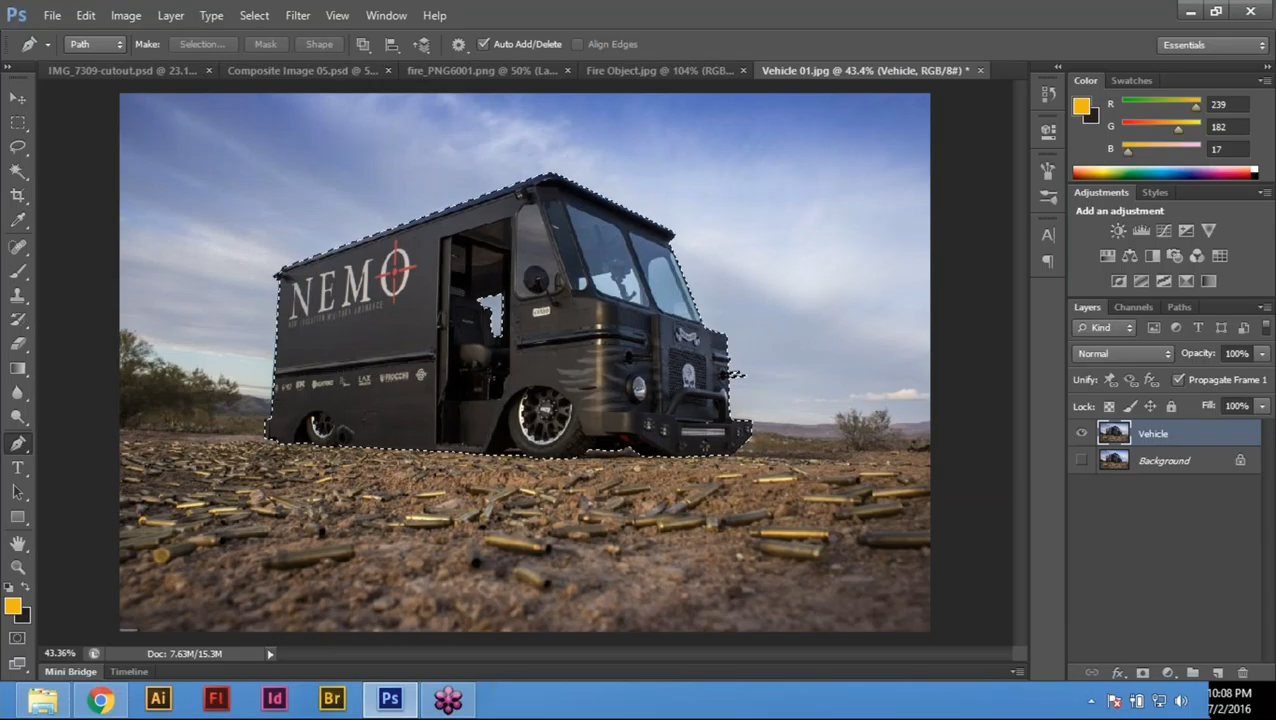 Ps File Edit Image Layer Type Select Filter View Window Help
Path Make: Selection... Mask Shape Auto Add/Delete Align Edges Essentials
IMG_7309-cutout.psd @ 23.1... × Composite Image 05.psd @ 5... × fire_PNG6001.png @ 50% (La... × Fire Object.jpg @ 104% (RGB... × Vehicle 01.jpg @ 43.4% (Vehicle, RGB/8#) * ×
Color Swatches
R 239
G 182
B 17
Adjustments Styles
Add an adjustment
Layers Channels Paths
Kind
Normal Opacity: 100%
Unify: Propagate Frame 1
Lock: Fill: 100%
Vehicle
Background
NEMO
FIOCCHI
43.36% Doc: 7.63M/15.3M
Mini Bridge Timeline
Ai Fl Id Br Ps
10:08 PM
7/2/2016